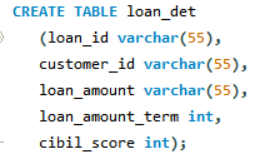 CREATE TABLE loan_det
(loan_id varchar(55),
customer_id varchar(55),
loan_amount varchar(55),
loan_amount_term int,
cibil_score int);